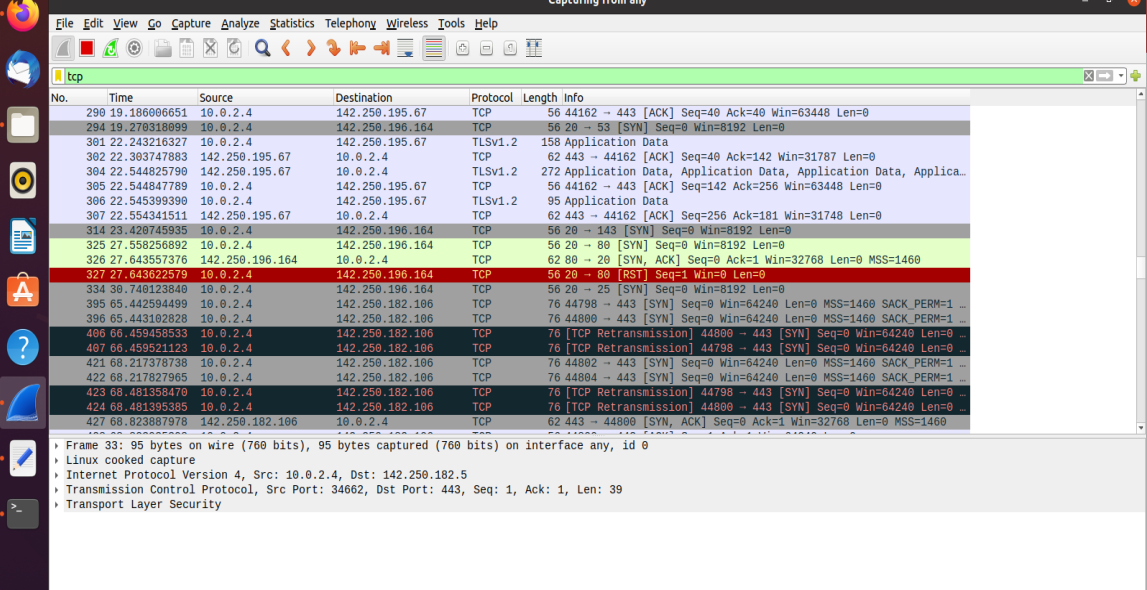 Capturing from any
File Edit View Go Capture Analyze Statistics Telephony Wireless Tools Help
tcp
No. Time Source Destination Protocol Length Info
290 19.186006651 10.0.2.4 142.250.195.67 TCP 56 44162 → 443 [ACK] Seq=40 Ack=40 Win=63448 Len=0
294 19.270318099 10.0.2.4 142.250.196.164 TCP 56 20 → 53 [SYN] Seq=0 Win=8192 Len=0
301 22.243216327 10.0.2.4 142.250.195.67 TLSv1.2 158 Application Data
302 22.303747883 142.250.195.67 10.0.2.4 TCP 62 443 → 44162 [ACK] Seq=40 Ack=142 Win=31787 Len=0
304 22.544825790 142.250.195.67 10.0.2.4 TLSv1.2 272 Application Data, Application Data, Application Data, Applica…
305 22.544847789 10.0.2.4 142.250.195.67 TCP 56 44162 → 443 [ACK] Seq=142 Ack=256 Win=63448 Len=0
306 22.545399390 10.0.2.4 142.250.195.67 TLSv1.2 95 Application Data
307 22.554341511 142.250.195.67 10.0.2.4 TCP 62 443 → 44162 [ACK] Seq=256 Ack=181 Win=31748 Len=0
314 23.420745935 10.0.2.4 142.250.196.164 TCP 56 20 → 143 [SYN] Seq=0 Win=8192 Len=0
325 27.558256892 10.0.2.4 142.250.196.164 TCP 56 20 → 80 [SYN] Seq=0 Win=8192 Len=0
326 27.643557376 142.250.196.164 10.0.2.4 TCP 62 80 → 20 [SYN, ACK] Seq=0 Ack=1 Win=32768 Len=0 MSS=1460
327 27.643622579 10.0.2.4 142.250.196.164 TCP 56 20 → 80 [RST] Seq=1 Win=0 Len=0
334 30.740123840 10.0.2.4 142.250.196.164 TCP 56 20 → 25 [SYN] Seq=0 Win=8192 Len=0
395 65.442594499 10.0.2.4 142.250.182.106 TCP 76 44798 → 443 [SYN] Seq=0 Win=64240 Len=0 MSS=1460 SACK_PERM=1 …
396 65.443102828 10.0.2.4 142.250.182.106 TCP 76 44800 → 443 [SYN] Seq=0 Win=64240 Len=0 MSS=1460 SACK_PERM=1 …
406 66.459458533 10.0.2.4 142.250.182.106 TCP 76 [TCP Retransmission] 44800 → 443 [SYN] Seq=0 Win=64240 Len=0 …
407 66.459521123 10.0.2.4 142.250.182.106 TCP 76 [TCP Retransmission] 44798 → 443 [SYN] Seq=0 Win=64240 Len=0 …
421 68.217378738 10.0.2.4 142.250.182.106 TCP 76 44802 → 443 [SYN] Seq=0 Win=64240 Len=0 MSS=1460 SACK_PERM=1 …
422 68.217827965 10.0.2.4 142.250.182.106 TCP 76 44804 → 443 [SYN] Seq=0 Win=64240 Len=0 MSS=1460 SACK_PERM=1 …
423 68.481358470 10.0.2.4 142.250.182.106 TCP 76 [TCP Retransmission] 44798 → 443 [SYN] Seq=0 Win=64240 Len=0 …
424 68.481395385 10.0.2.4 142.250.182.106 TCP 76 [TCP Retransmission] 44800 → 443 [SYN] Seq=0 Win=64240 Len=0 …
427 68.823887978 142.250.182.106 10.0.2.4 TCP 62 443 → 44800 [SYN, ACK] Seq=0 Ack=1 Win=32768 Len=0 MSS=1460
Frame 33: 95 bytes on wire (760 bits), 95 bytes captured (760 bits) on interface any, id 0
Linux cooked capture
Internet Protocol Version 4, Src: 10.0.2.4, Dst: 142.250.182.5
Transmission Control Protocol, Src Port: 34662, Dst Port: 443, Seq: 1, Ack: 1, Len: 39
Transport Layer Security